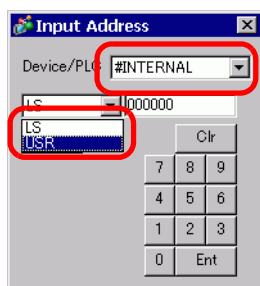 Input Address
Device/PLC #INTERNAL
LS 000000
LS
USR
Clr
7 8 9
4 5 6
1 2 3
0 Ent